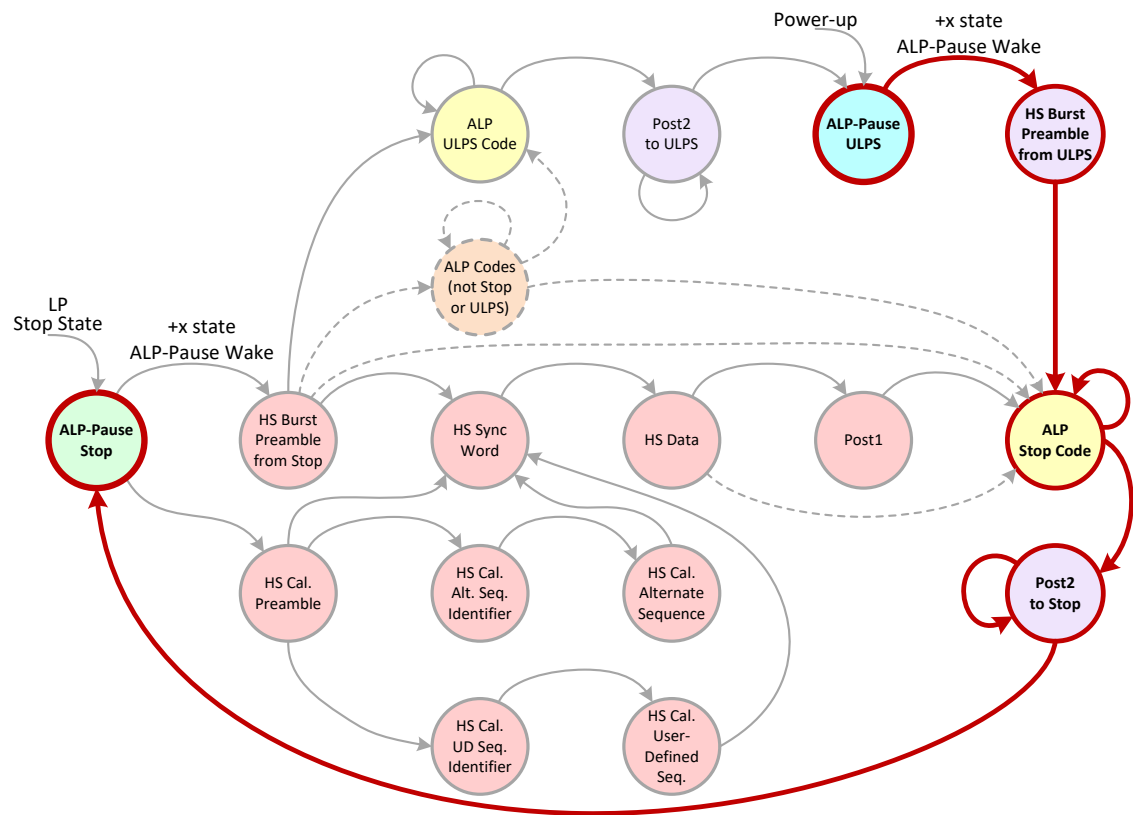 Power-up
+x state
ALP-Pause Wake
ALP
ULPS Code
Post2
to ULPS
ALP-Pause
ULPS
HS Burst
Preamble
from ULPS
ALP Codes
(not Stop
or ULPS)
LP
Stop State
+x state
ALP-Pause Wake
ALP-Pause
Stop
HS Burst
Preamble
from Stop
HS Sync
Word
HS Data
Post1
ALP
Stop Code
HS Cal.
Preamble
HS Cal.
Alt. Seq.
Identifier
HS Cal.
Alternate
Sequence
Post2
to Stop
HS Cal.
UD Seq.
Identifier
HS Cal.
User-
Defined
Seq.